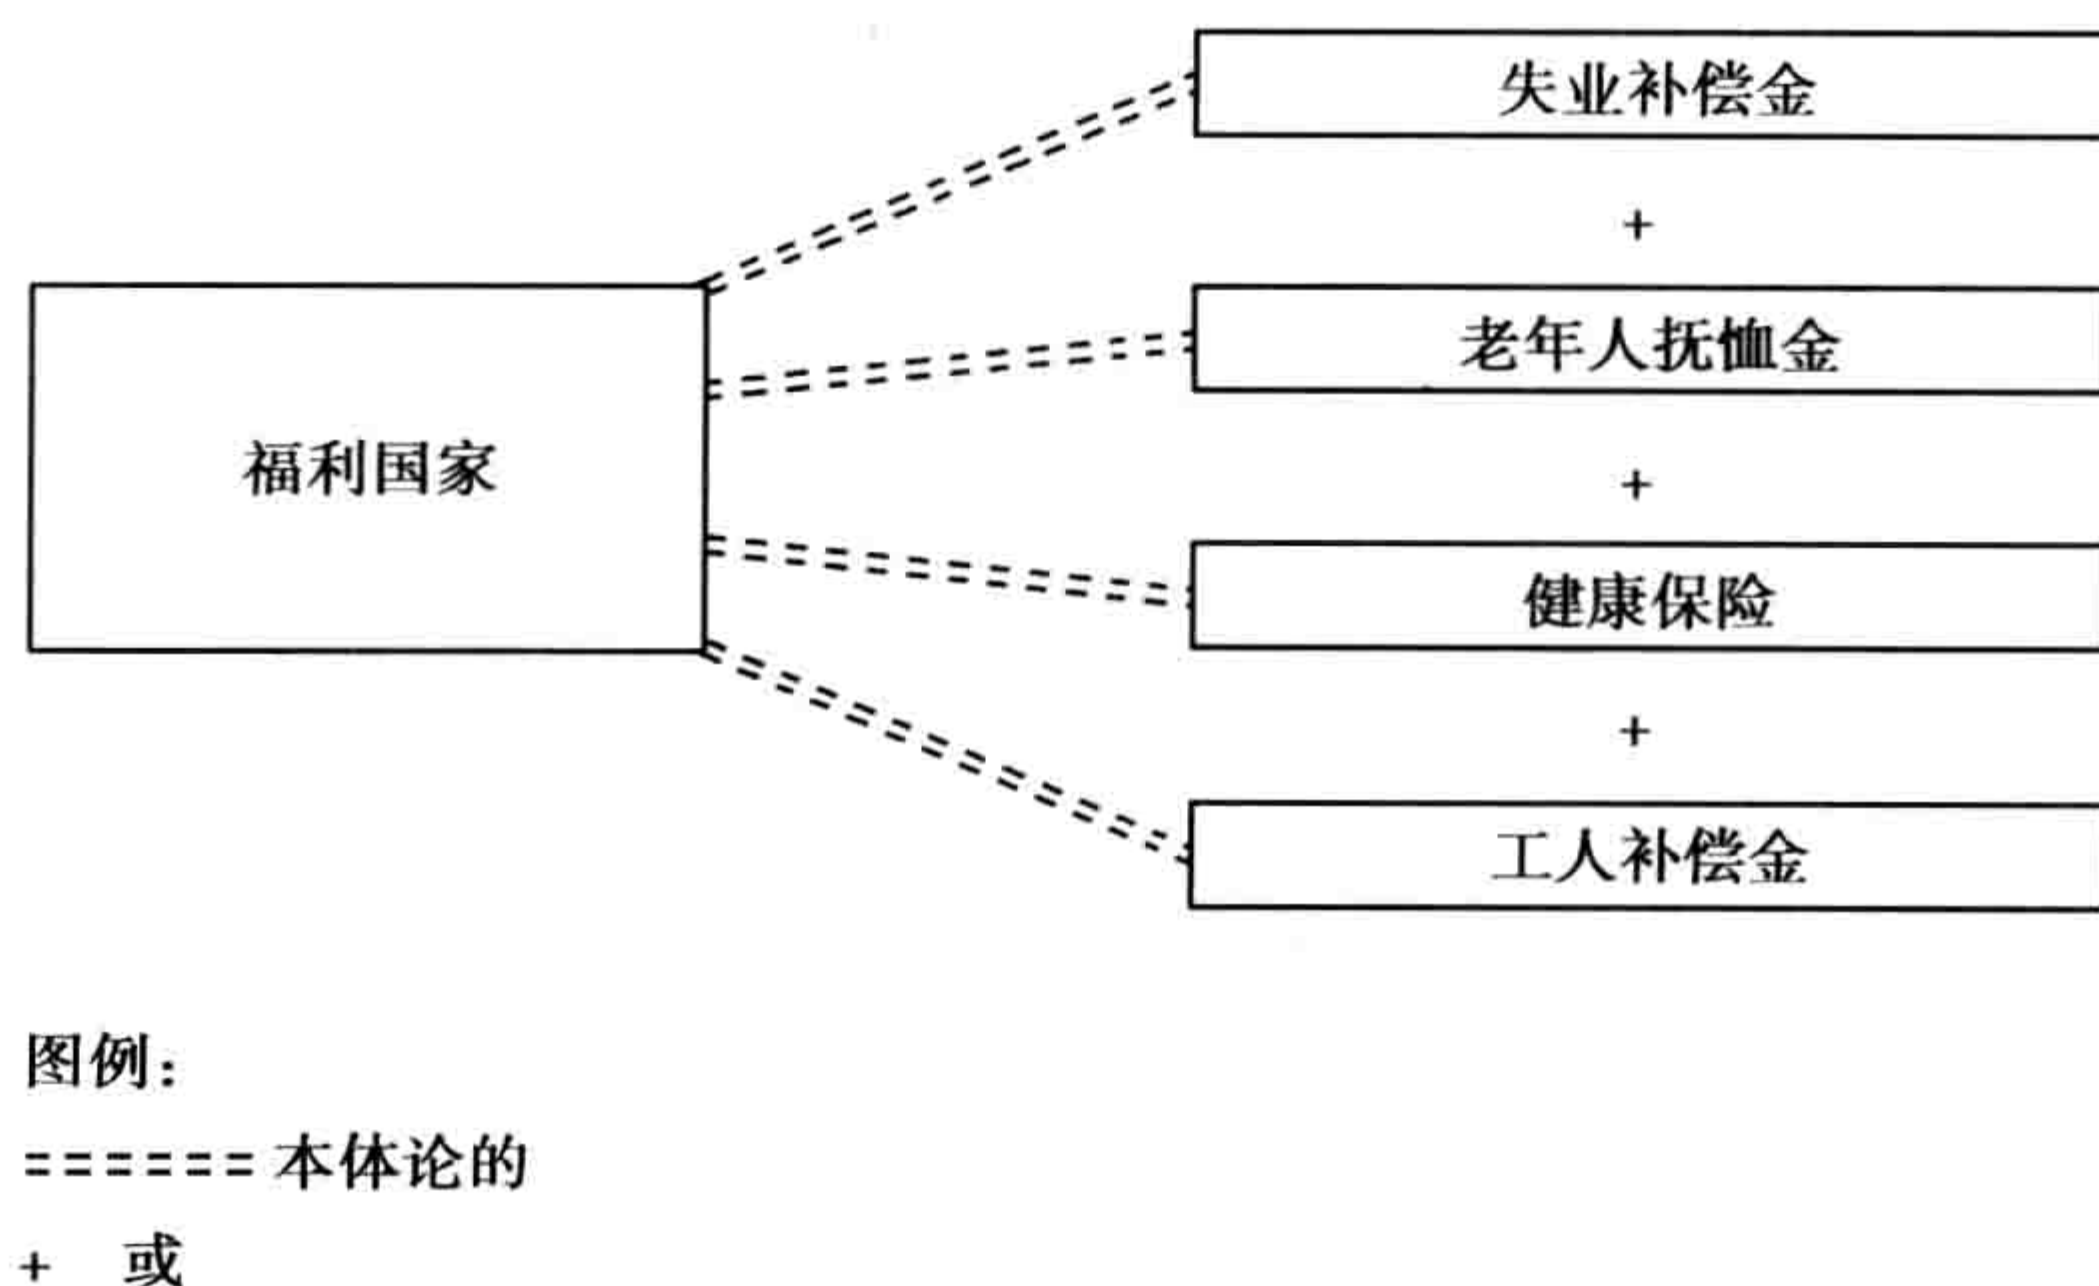 失业补偿金
+
老年人抚恤金
+
福利国家
健康保险
+
工人补偿金
图例：
====== 本体论的
+ 或